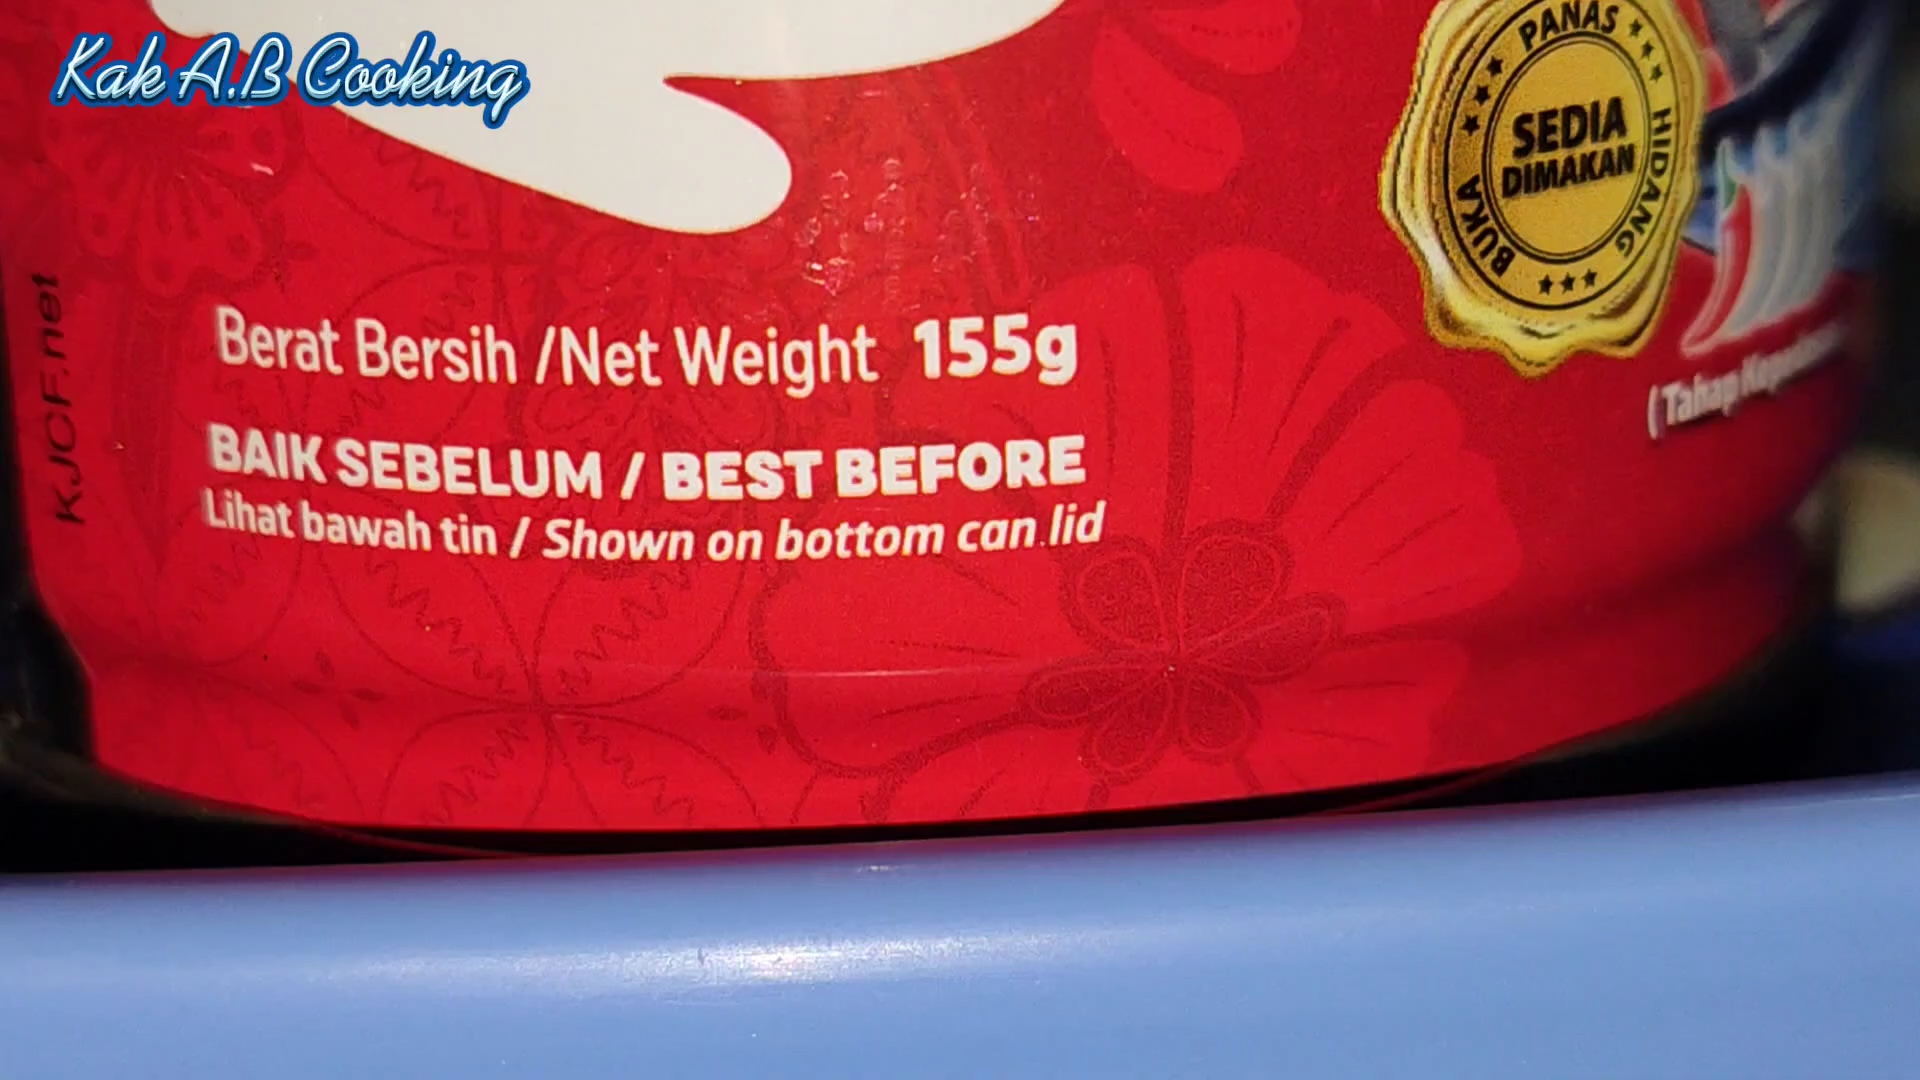 Kak A.B Cooking
BUKA PANAS HIDANG
SEDIA
DIMAKAN
KJCF.net
Berat Bersih /Net Weight 155g
(Tahap
BAIK SEBELUM / BEST BEFORE
Lihat bawah tin / Shown on bottom can lid